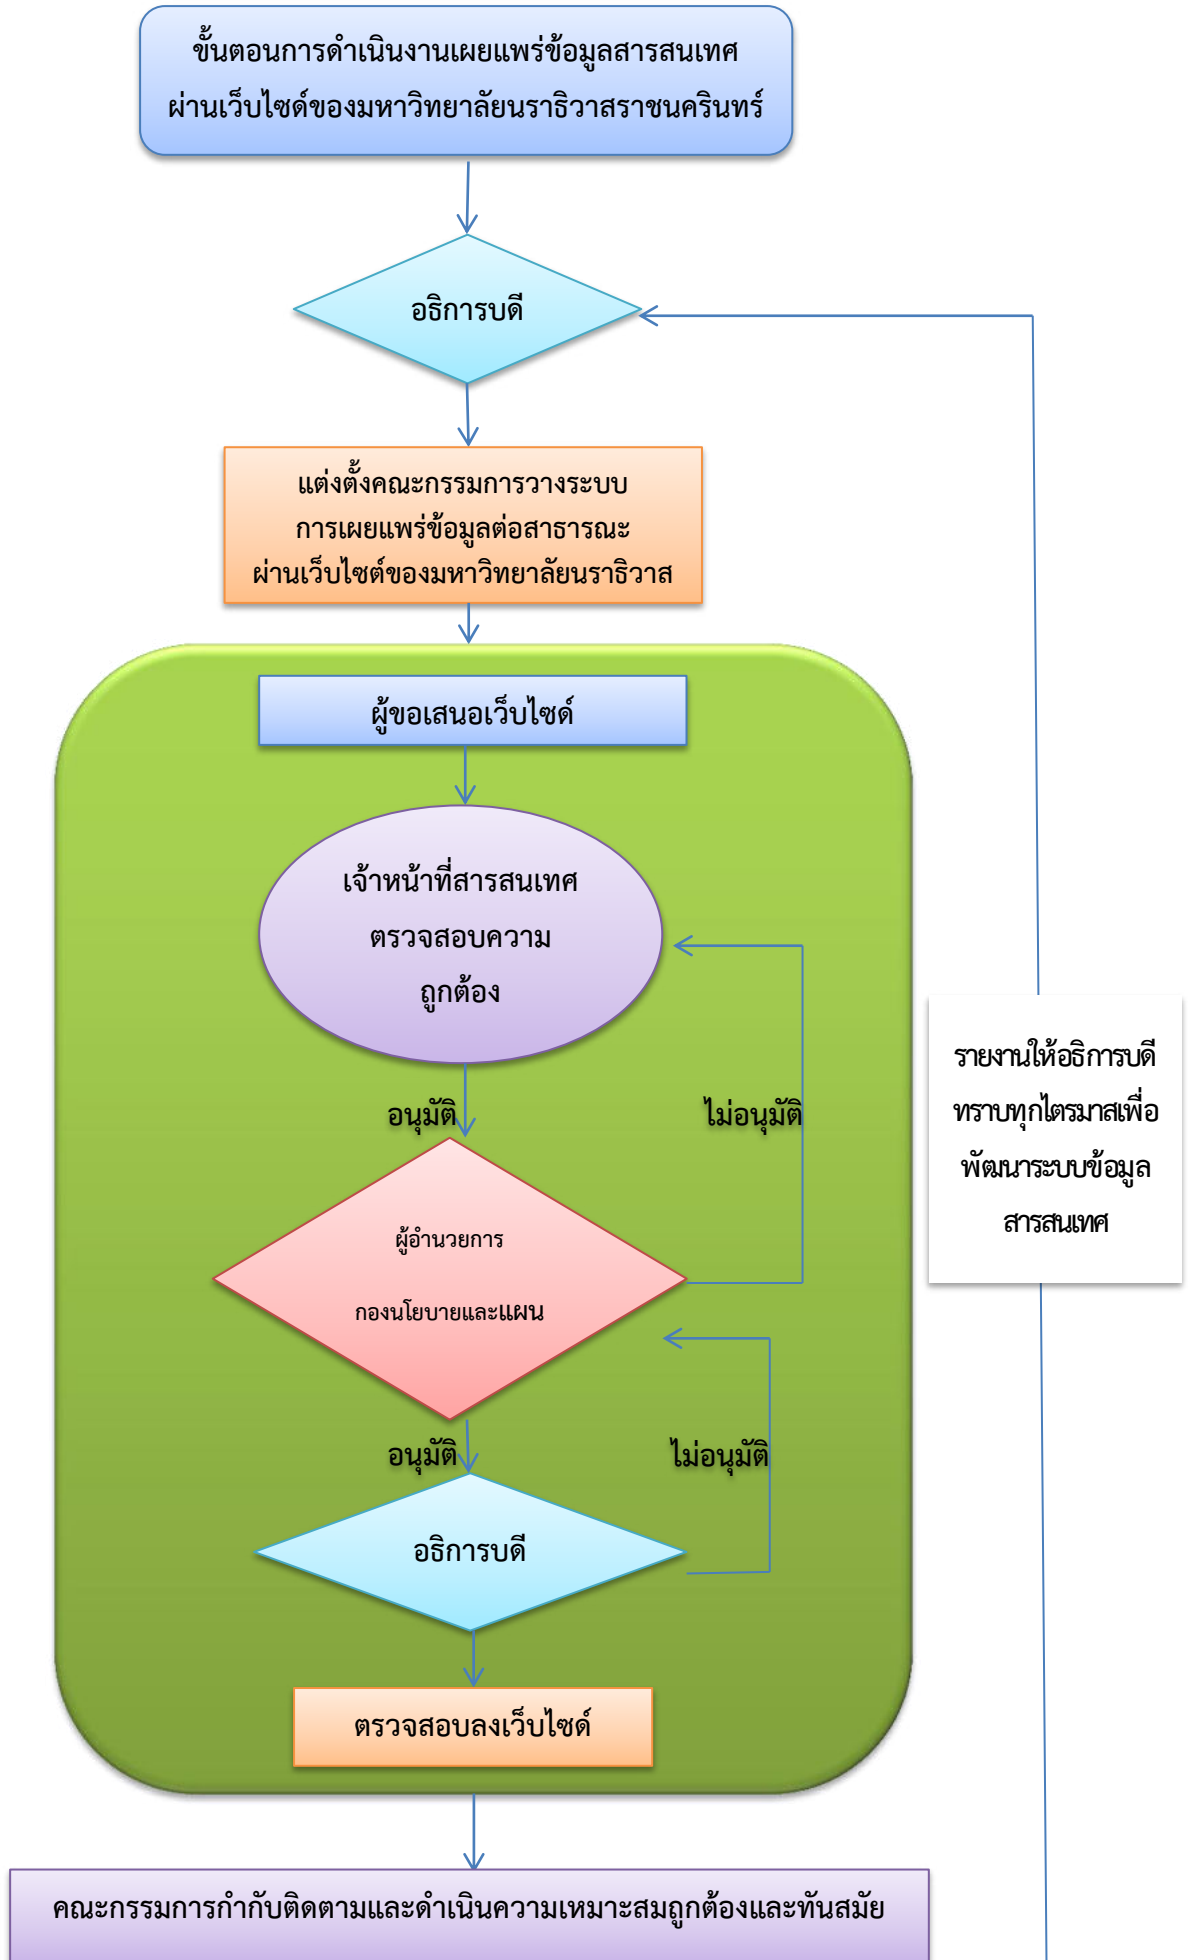 ขั้นตอนการดำเนินงานเผยแพร่ข้อมูลสารสนเทศ
ผ่านเว็บไซด์ของมหาวิทยาลัยนราธิวาสราชนครินทร์
อธิการบดี
แต่งตั้งคณะกรรมการวางระบบ
การเผยแพร่ข้อมูลต่อสาธารณะ
ผ่านเว็บไซต์ของมหาวิทยาลัยนราธิวาส
ผู้ขอเสนอเว็บไซด์
เจ้าหน้าที่สารสนเทศ
ตรวจสอบความ
ถูกต้อง
อนุมัติ
ไม่อนุมัติ
ผู้อำนวยการ
กองนโยบายและแผน
อนุมัติ
ไม่อนุมัติ
อธิการบดี
ตรวจสอบลงเว็บไซด์
รายงานให้อธิการบดี
ทราบทุกไตรมาสเพื่อ
พัฒนาระบบข้อมูล
สารสนเทศ
คณะกรรมการกำกับติดตามและดำเนินความเหมาะสมถูกต้องและทันสมัย